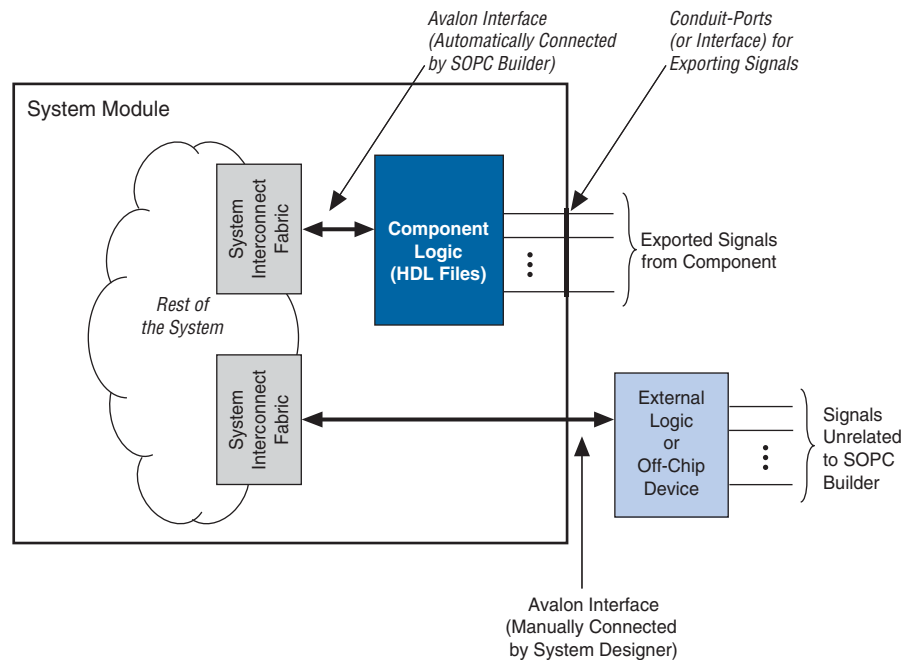 Avalon Interface
(Automatically Connected
by SOPC Builder)
Conduit-Ports
(or Interface) for
Exporting Signals
System Module
System
Interconnect
Fabric
Component
Logic
(HDL Files)
Exported Signals
from Component
Rest of
the System
System
Interconnect
Fabric
External
Logic
or
Off-Chip
Device
Signals
Unrelated
to SOPC
Builder
Avalon Interface
(Manually Connected
by System Designer)